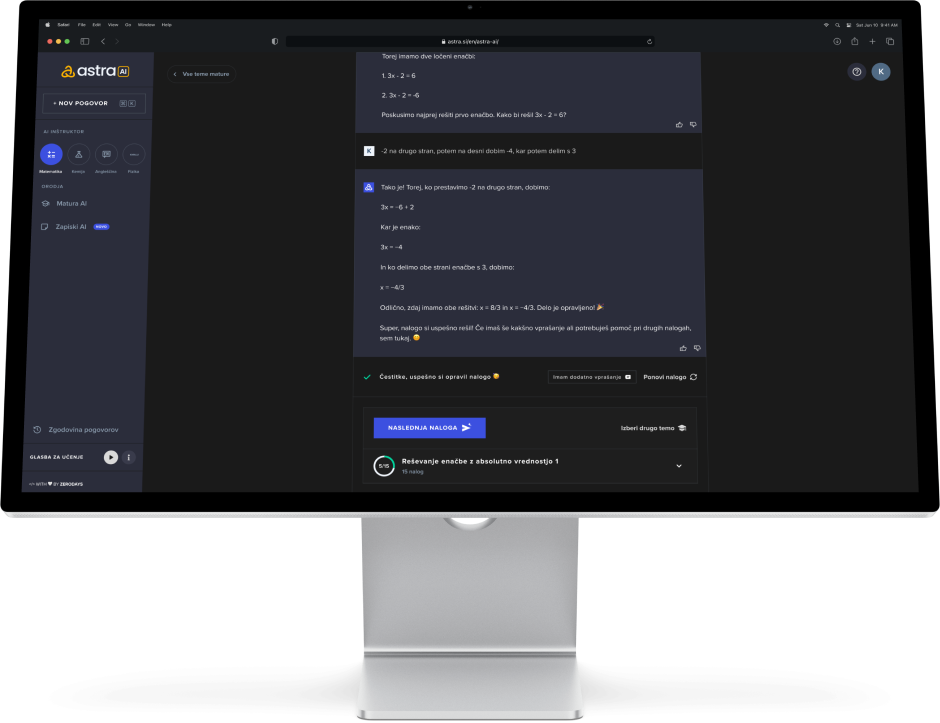 Safari File Edit View Go Window Help
Sat Jun 10 9:41 AM
astra.si/en/astra-ai/
astra AI
+ NOV POGOVOR ⌘ K
AI INŠTRUKTOR
Matematika Kemija Angleščina Fizika
ORODJA
Matura AI
Zapiski AI NOVO
Zgodovina pogovorov
GLASBA ZA UČENJE
</> WITH ♥ BY ZERODAYS
Vse teme mature
K
Torej imamo dve ločeni enačbi:
1. 3x - 2 = 6
2. 3x - 2 = -6
Poskusimo najprej rešiti prvo enačbo. Kako bi rešil 3x - 2 = 6?
K -2 na drugo stran, potem na desni dobim -4, kar potem delim s 3
Tako je! Torej, ko prestavimo -2 na drugo stran, dobimo:
3x = −6 + 2
Kar je enako:
3x = −4
In ko delimo obe strani enačbe s 3, dobimo:
x = −4/3
Odlično, zdaj imamo obe rešitvi: x = 8/3 in x = −4/3. Delo je opravljeno! 🎉
Super, nalogo si uspešno rešil! Če imaš še kakšno vprašanje ali potrebuješ pomoč pri drugih nalogah,
sem tukaj. 😊
Čestitke, uspešno si opravil nalogo 🥳
Imam dodatno vprašanje
Ponovi nalogo
NASLEDNJA NALOGA
Izberi drugo temo
5/15
Reševanje enačbe z absolutno vrednostjo 1
15 nalog